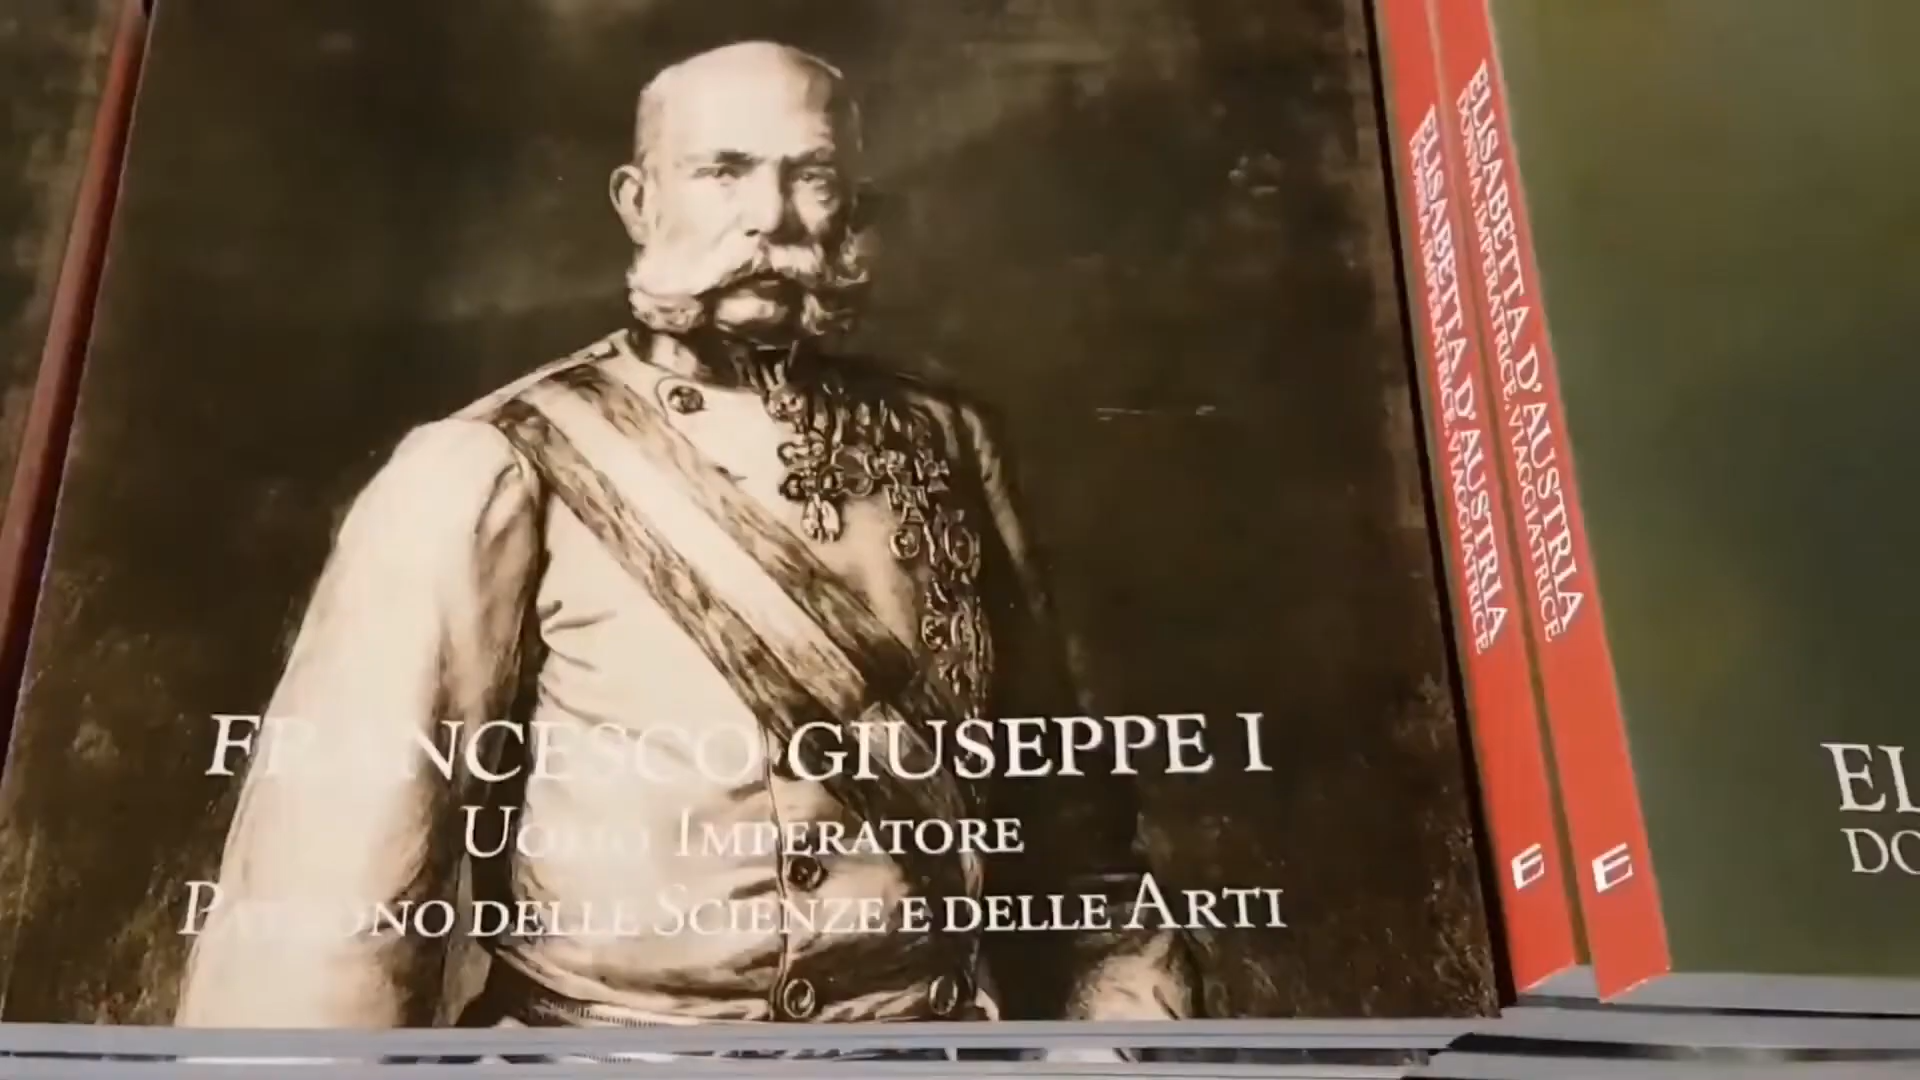 FRANCESCO GIUSEPPE I
UOMO IMPERATORE
PATRONO DELLE SCIENZE E DELLE ARTI
ELISABETTA D'AUSTRIA
DONNA, IMPERATRICE, VIAGGIATRICE
E
ELISABETTA D'AUSTRIA
DONNA, IMPERATRICE, VIAGGIATRICE
E
EL
DO